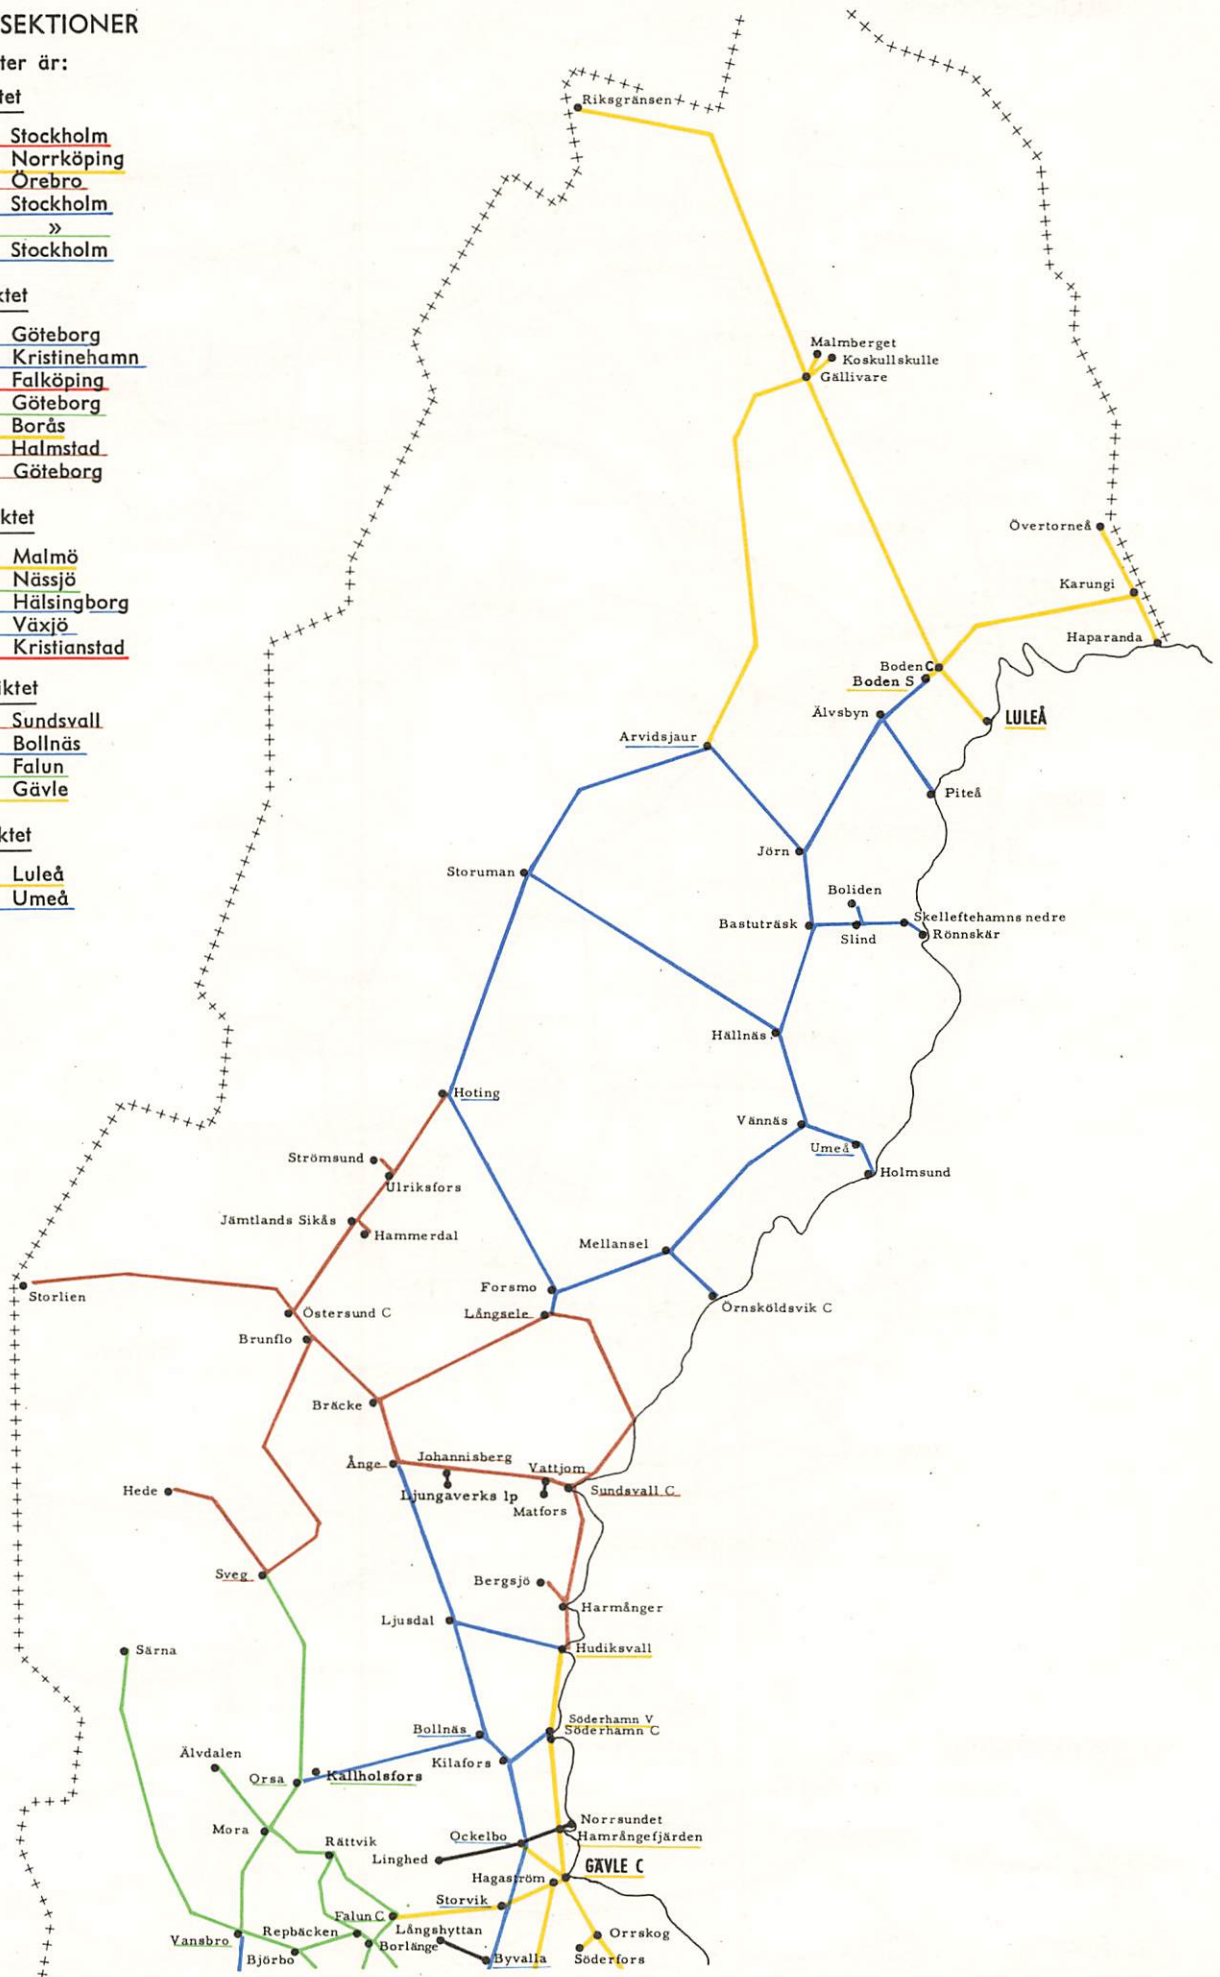 SEKTIONER
ter är:
tet
Stockholm
Norrköping
Örebro
Stockholm
»
Stockholm
ktet
Göteborg
Kristinehamn
Falköping
Göteborg
Borås
Halmstad
Göteborg
ktet
Malmö
Nässjö
Hälsingborg
Växjö
Kristianstad
iktet
Sundsvall
Bollnäs
Falun
Gävle
ktet
Luleå
Umeå
Riksgränsen
Malmberget
Koskullskulle
Gällivare
Övertorneå
Karungi
Haparanda
Boden C
Boden S
Älvsbyn
LULEÅ
Arvidsjaur
Piteå
Jörn
Storuman
Boliden
Bastuträsk
Skelleftehamns nedre
Slind
Rönnskär
Hällnäs
Hoting
Vännäs
Umeå
Strömsund
Holmsund
Ulriksfors
Jämtlands Sikås
Hammerdal
Mellansel
Forsmo
Storlien
Östersund C
Långsele
Örnsköldsvik C
Brunflo
Bräcke
Johannisberg
Ånge
Vattjom
Hede
Ljungaverks lp
Sundsvall C
Matfors
Sveg
Bergsjö
Harmånger
Ljusdal
Särna
Hudiksvall
Söderhamn V
Bollnäs
Söderhamn C
Älvdalen
Kilafors
Orsa
Källholsfors
Norrsundet
Mora
Ockelbo
Hamrångefjärden
Rättvik
Linghed
GÄVLE C
Hagaström
Storvik
Falun C
Långshyttan
Repbäcken
Orrskog
Vansbro
Borlänge
Björbo
Byvalla
Söderfors